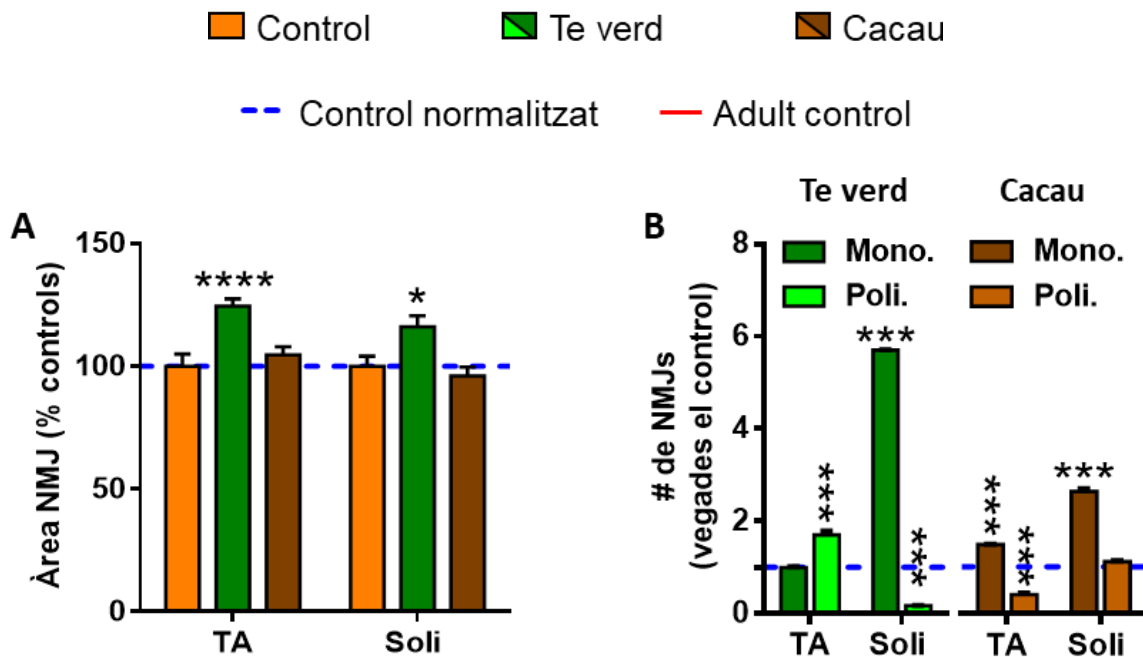 Control Te verd Cacau
Control normalitzat Adult control
A
Àrea NMJ (% controls)
150
100
50
0
****
*
TA Soli
B
Te verd Cacau
# de NMJs
(vegades el control)
8
6
4
2
0
Mono. Mono.
Poli. Poli.
***
***
***
***
***
***
TA Soli TA Soli